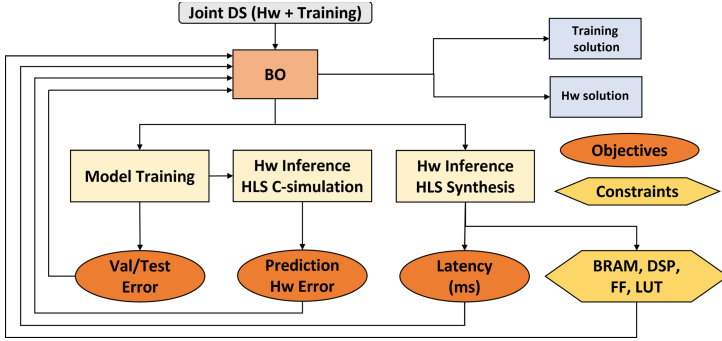 Joint DS (Hw + Training)
BO
Training
solution
Hw solution
Model Training
Hw Inference
HLS C-simulation
Hw Inference
HLS Synthesis
Objectives
Constraints
Val/Test
Error
Prediction
Hw Error
Latency
(ms)
BRAM, DSP,
FF, LUT